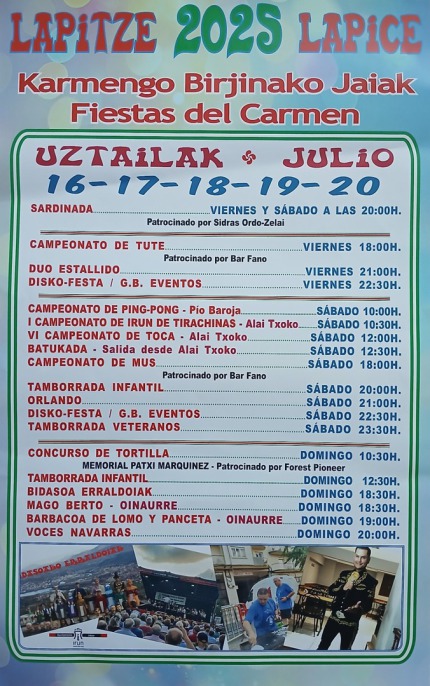 LAPiTZE 2025 LAPiCE
Karmengo Birjinako Jaiak
Fiestas del Carmen
UZTAiLAK JULiO
16-17-18-19-20
SARDINADA VIERNES Y SÁBADO A LAS 20:00H.
Patrocinado por Sidras Ordo-Zelai
CAMPEONATO DE TUTE VIERNES 18:00H.
Patrocinado por Bar Fano
DUO ESTALLIDO VIERNES 21:00H.
DISKO-FESTA / G.B. EVENTOS VIERNES 22:30H.
CAMPEONATO DE PING-PONG - Pío Baroja SÁBADO 10:00H.
I CAMPEONATO DE IRUN DE TIRACHINAS - Alai Txoko SÁBADO 10:30H.
VI CAMPEONATO DE TOCA - Alai Txoko SÁBADO 12:00H.
BATUKADA - Salida desde Alai Txoko SÁBADO 12:30H.
CAMPEONATO DE MUS SÁBADO 18:00H.
Patrocinado por Bar Fano
TAMBORRADA INFANTIL SÁBADO 20:00H.
ORLANDO SÁBADO 21:00H.
DISKO-FESTA / G.B. EVENTOS SÁBADO 22:30H.
TAMBORRADA VETERANOS SÁBADO 23:30H.
CONCURSO DE TORTILLA DOMINGO 10:30H.
MEMORIAL PATXI MARQUINEZ - Patrocinado por Forest Pioneer
TAMBORRADA INFANTIL DOMINGO 12:30H.
BIDASOA ERRALDOIAK DOMINGO 18:30H.
MAGO BERTO - OINAURRE DOMINGO 18:30H.
BARBACOA DE LOMO Y PANCETA - OINAURRE DOMINGO 19:00H.
VOCES NAVARRAS DOMINGO 20:00H.
BIDASOKO ERRALDOIAK
irun